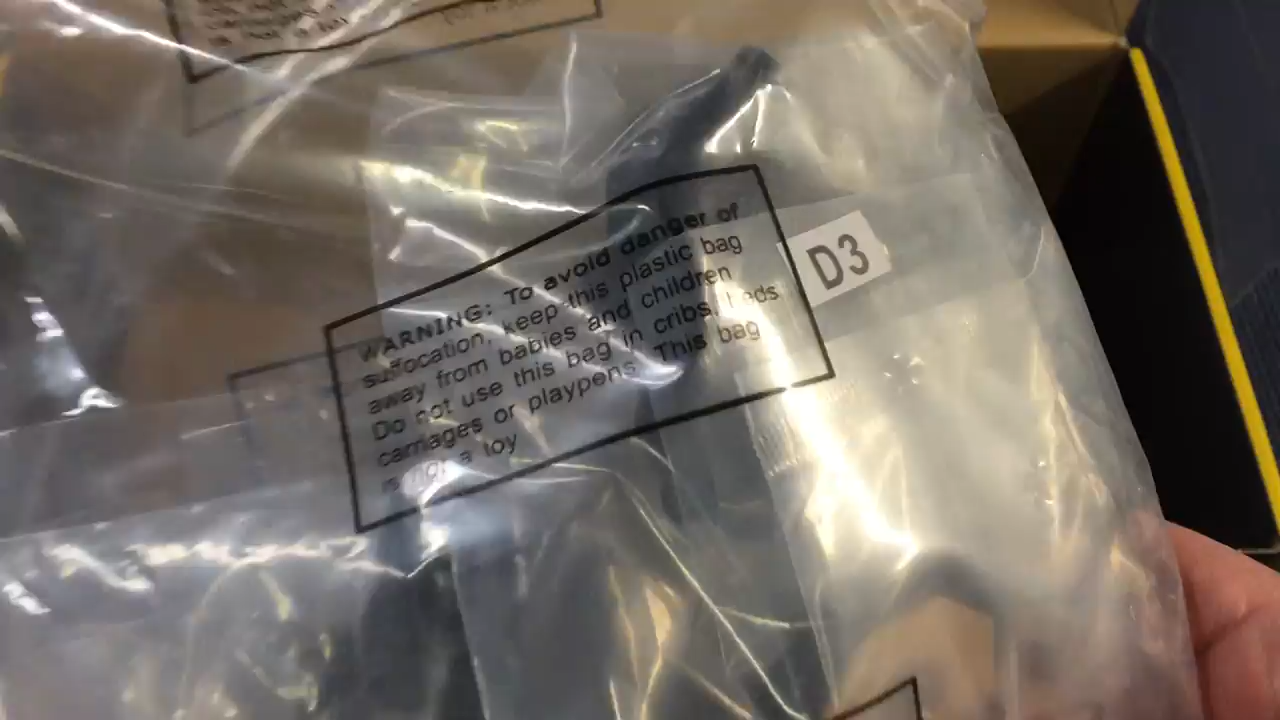 WARNING: To avoid danger of
suffocation, keep this plastic bag
away from babies and children
Do not use this bag in cribs, beds
carriages or playpens. This bag
is not a toy
D3